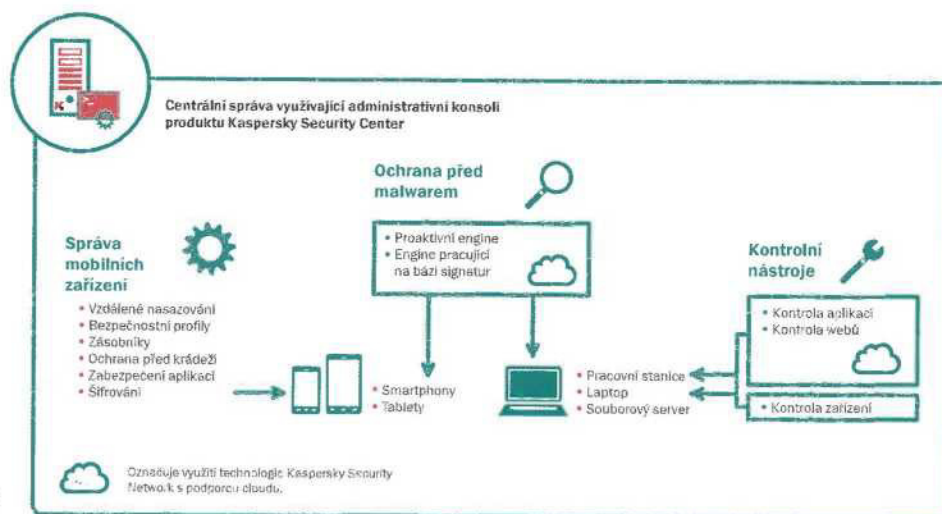 Centrální správa využívající administrativní konsoli
produktu Kaspersky Security Center
Ochrana před
malwarem
• Proaktivní engine
• Engine pracující
na bázi signatur
Správa
mobilních
zařízení
• Vzdálené nasazování
• Bezpečnostní profily
• Zásobníky
• Ochrana před krádeží
• Zabezpečení aplikací
• Šifrování
• Smartphony
• Tablety
• Pracovní stanice
• Laptop
• Souborový server
Kontrolní
nástroje
• Kontrola aplikací
• Kontrola webů
• Kontrola zařízení
Označuje využití technologie Kaspersky Security
Network s podporou cloudu.